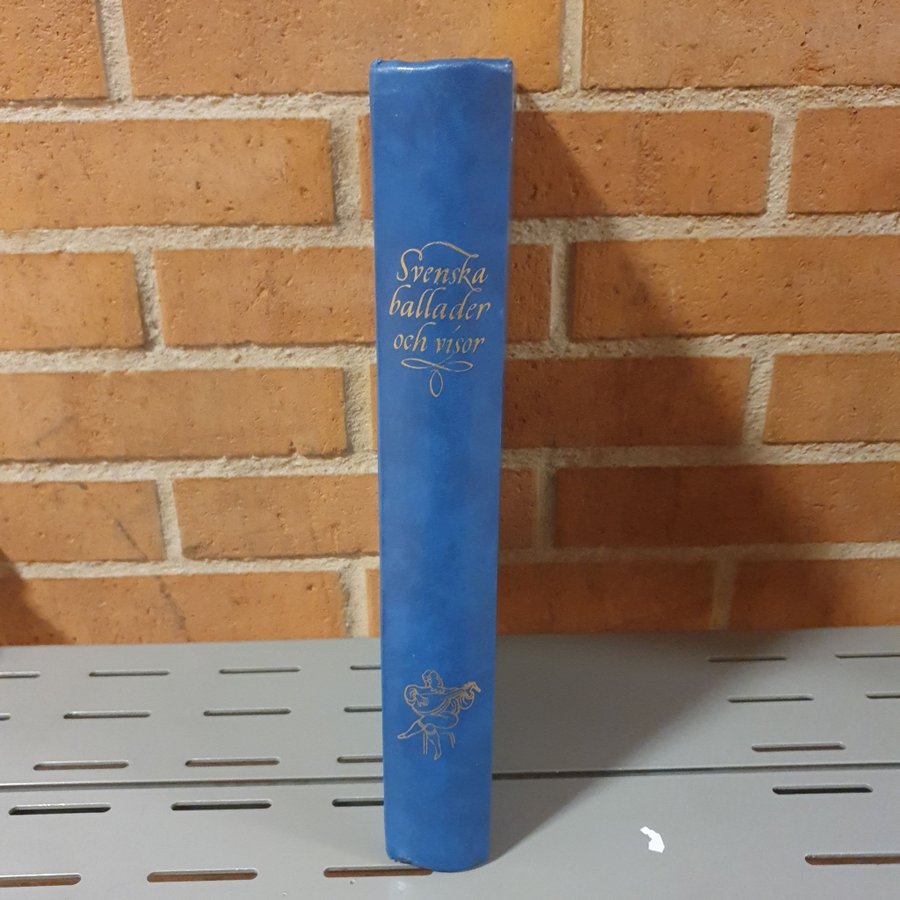 Svenska
ballader
och visor